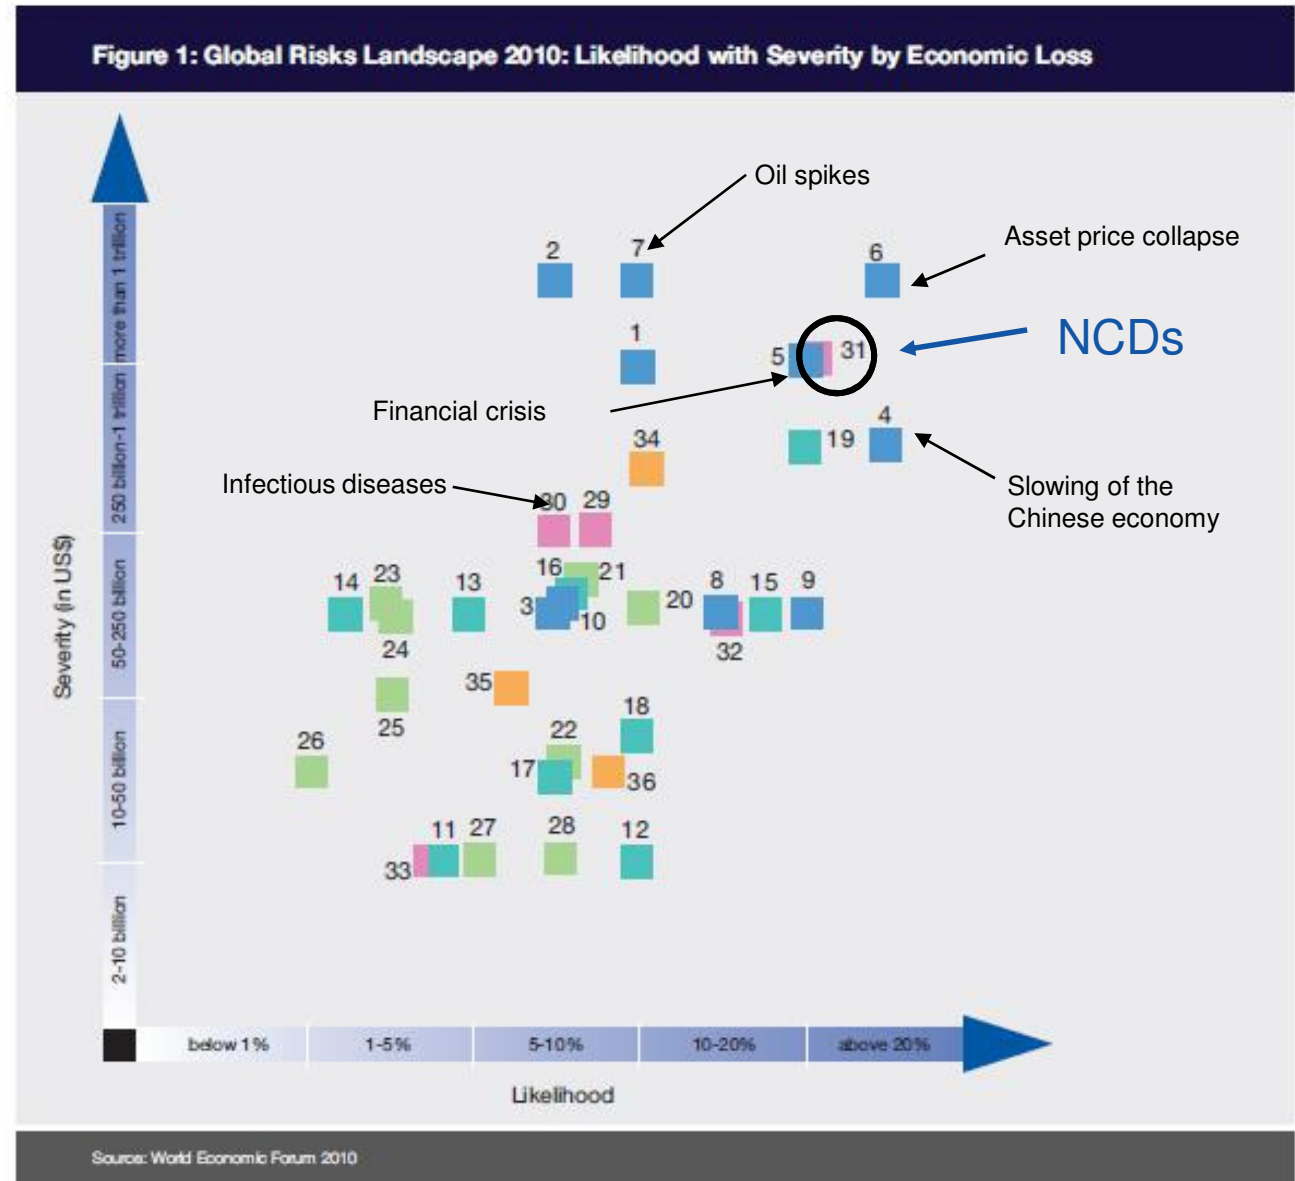 Figure 1: Global Risks Landscape 2010: Likelihood with Severity by Economic Loss
Oil spikes
Asset price collapse
2
7
6
NCDs
1
5
31
Financial crisis
4
34
19
Infectious diseases
30
29
Slowing of the
Chinese economy
16
21
14
23
13
8
15
9
3
20
10
24
32
35
18
25
22
26
17
36
11
27
28
12
33
Severity (in US$)
more than 1 trillion
250 billion-1 trillion
50-250 billion
10-50 billion
2-10 billion
below 1%
1-5%
5-10%
10-20%
above 20%
Likelihood
Source: World Economic Forum 2010